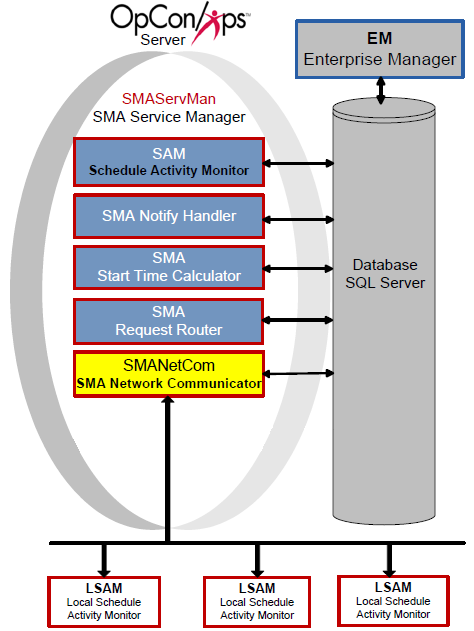 OpCon/xps™
Server
EM
Enterprise Manager
SMAServMan
SMA Service Manager
SAM
Schedule Activity Monitor
SMA Notify Handler
SMA
Start Time Calculator
SMA
Request Router
SMANetCom
SMA Network Communicator
Database
SQL Server
LSAM
Local Schedule
Activity Monitor
LSAM
Local Schedule
Activity Monitor
LSAM
Local Schedule
Activity Monitor